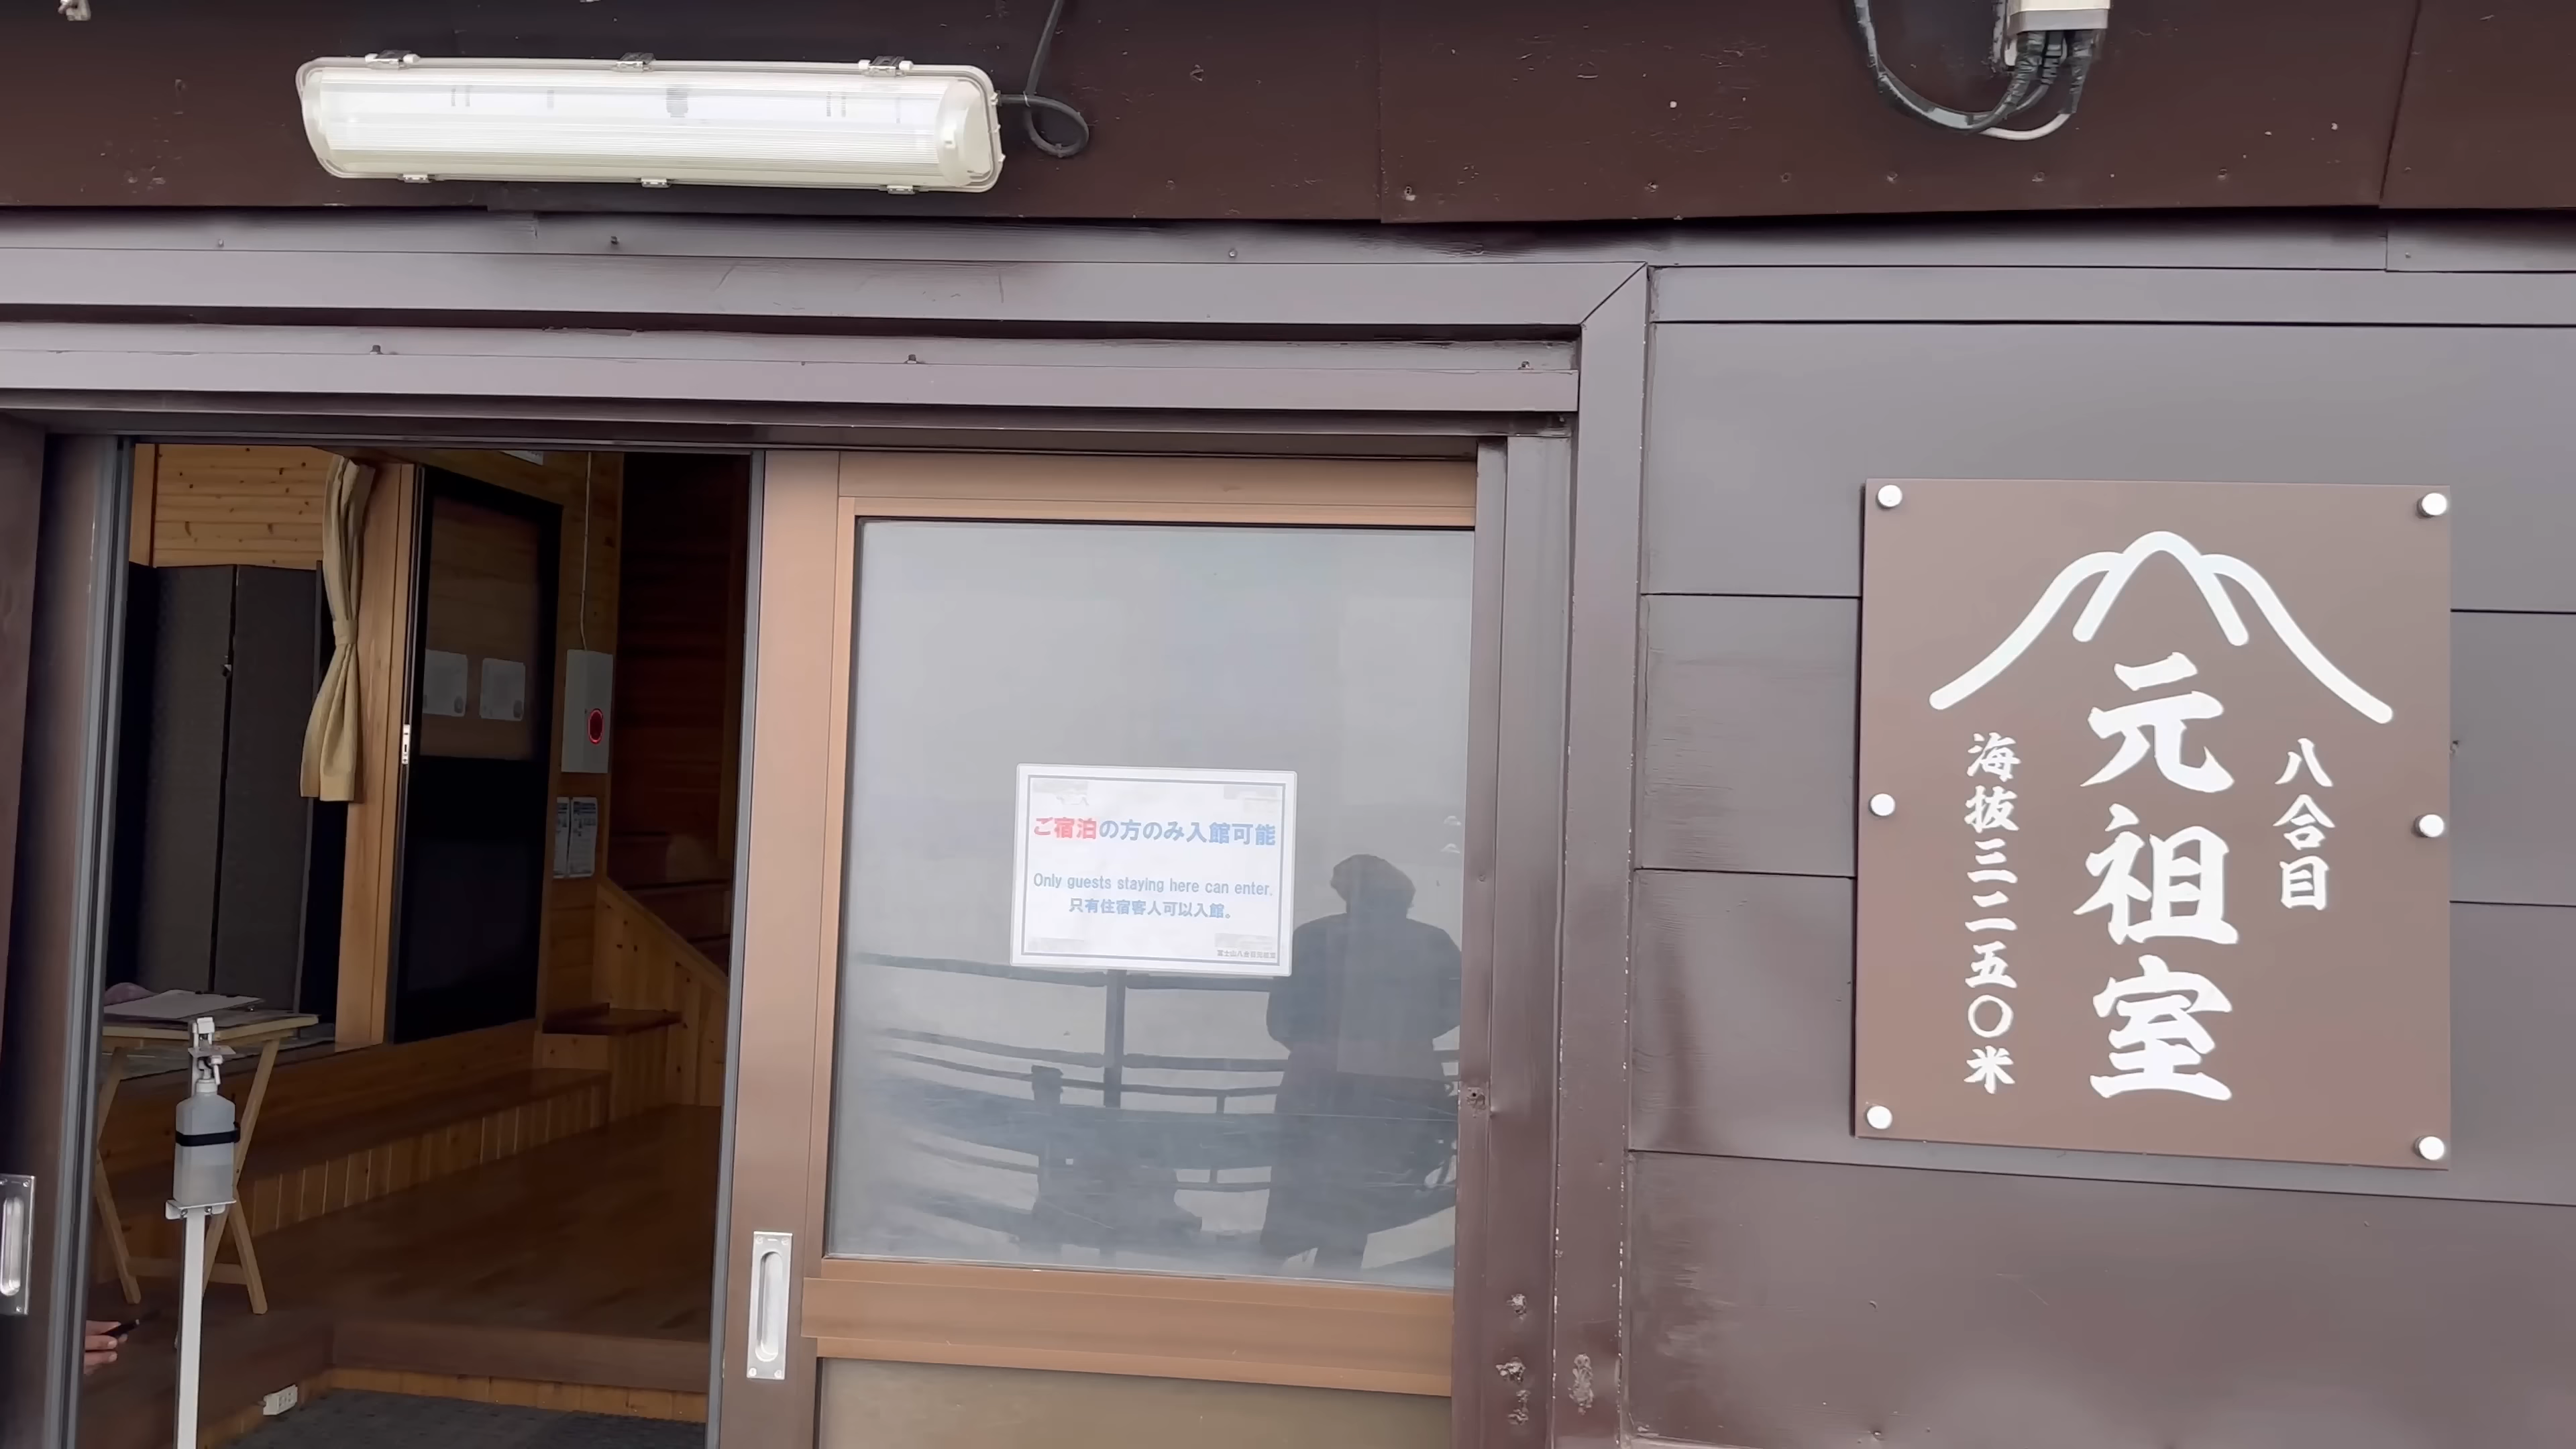 ご宿泊の方のみ入館可能
Only guests staying here can enter.
只有住宿客人可以入館。
八合目
元祖室
海抜三二五〇米